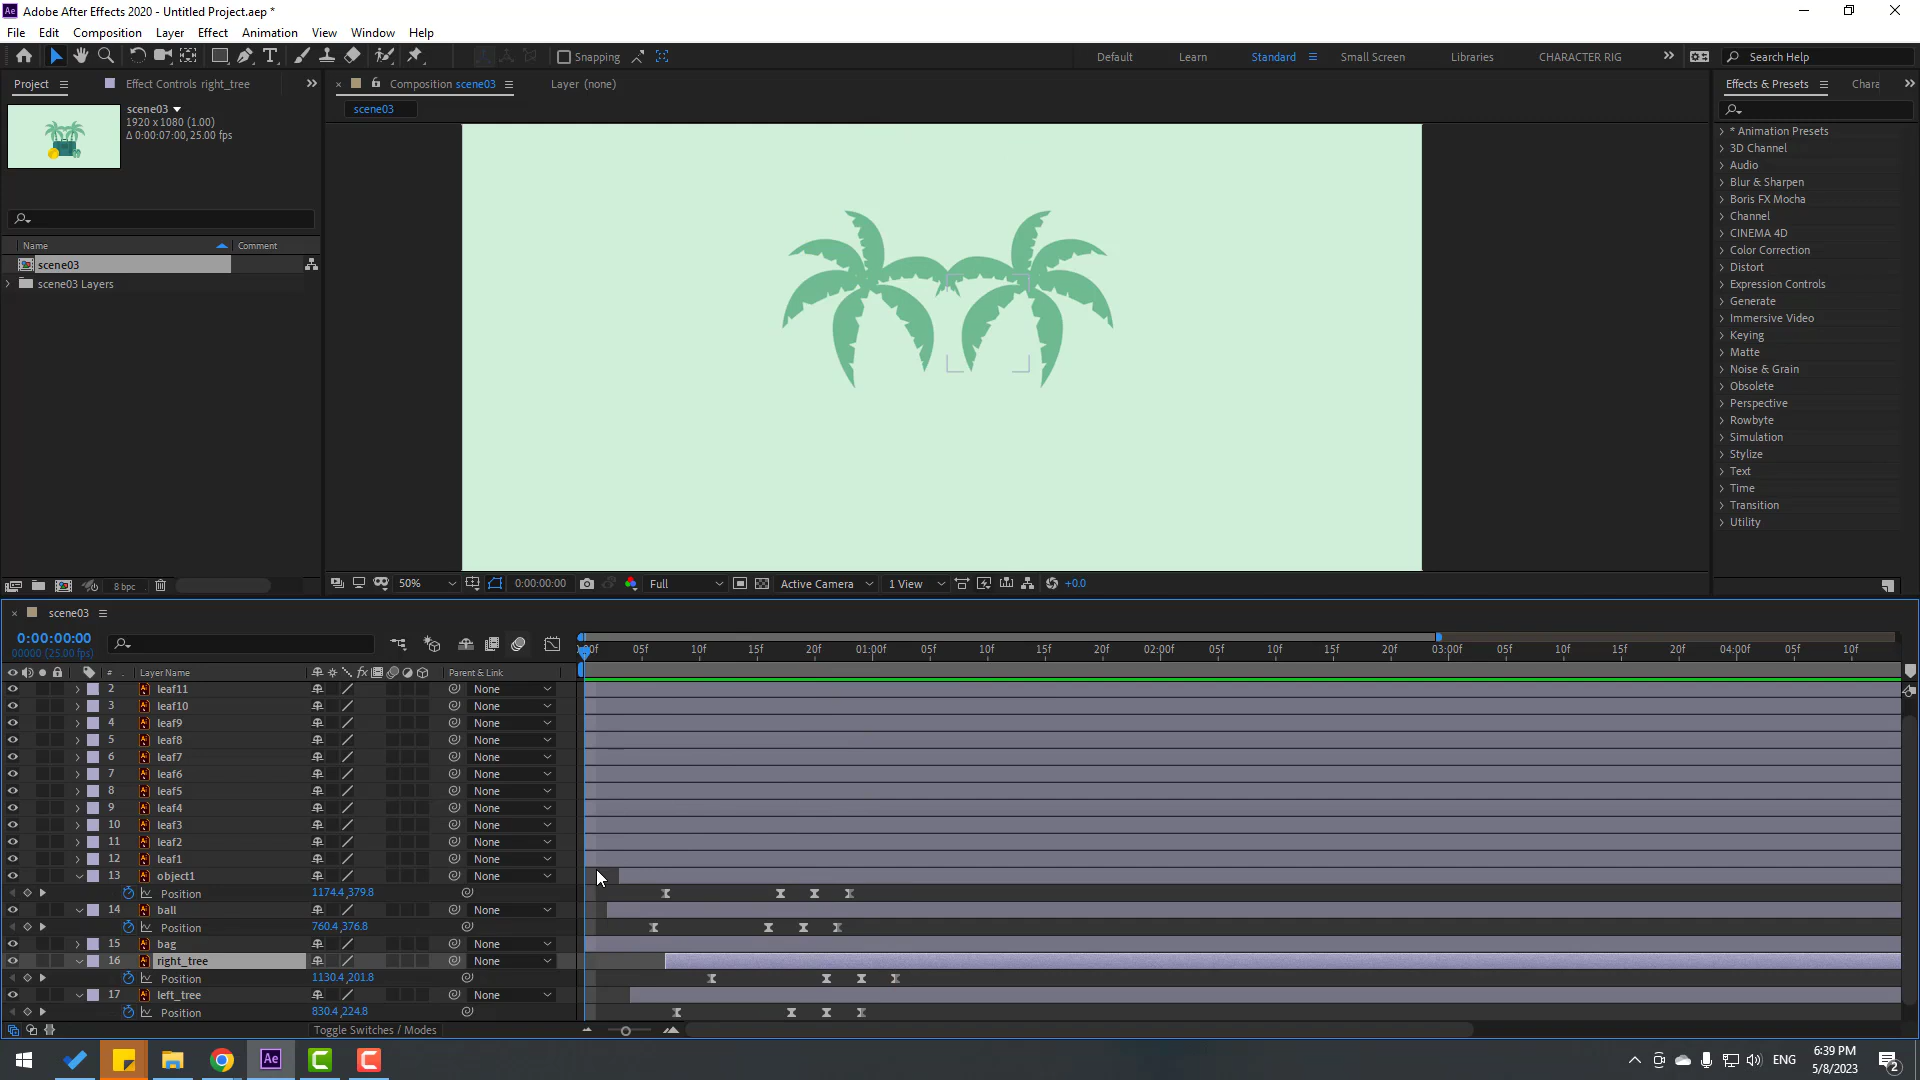 Ae Adobe After Effects 2020 - Untitled Project.aep *
File Edit Composition Layer Effect Animation View Window Help
Snapping Default Learn Standard Small Screen Libraries CHARACTER RIG Search Help
Project Effect Controls right_tree Composition scene03 Layer (none) Effects & Presets Chara
scene03
1920 x 1080 (1.00)
Δ 0:00:07:00, 25.00 fps
scene03
Name Comment
scene03
scene03 Layers
* Animation Presets
3D Channel
Audio
Blur & Sharpen
Boris FX Mocha
Channel
CINEMA 4D
Color Correction
Distort
Expression Controls
Generate
Immersive Video
Keying
Matte
Noise & Grain
Obsolete
Perspective
Rowbyte
Simulation
Stylize
Text
Time
Transition
Utility
8 bpc 50% 0:00:00:00 Full Active Camera 1 View +0.0
scene03
0:00:00:00
00000 (25.00 fps)
:00f 05f 10f 15f 20f 01:00f 05f 10f 15f 20f 02:00f 05f 10f 15f 20f 03:00f 05f 10f 15f 20f 04:00f 05f 10f
# Layer Name Parent & Link
2 leaf11 None
3 leaf10 None
4 leaf9 None
5 leaf8 None
6 leaf7 None
7 leaf6 None
8 leaf5 None
9 leaf4 None
10 leaf3 None
11 leaf2 None
12 leaf1 None
13 object1 None
Position 1174.4,379.8
14 ball None
Position 760.4,376.8
15 bag None
16 right_tree None
Position 1130.4,201.8
17 left_tree None
Position 830.4,224.8
Toggle Switches / Modes
Ae ENG 6:39 PM
5/8/2023
2